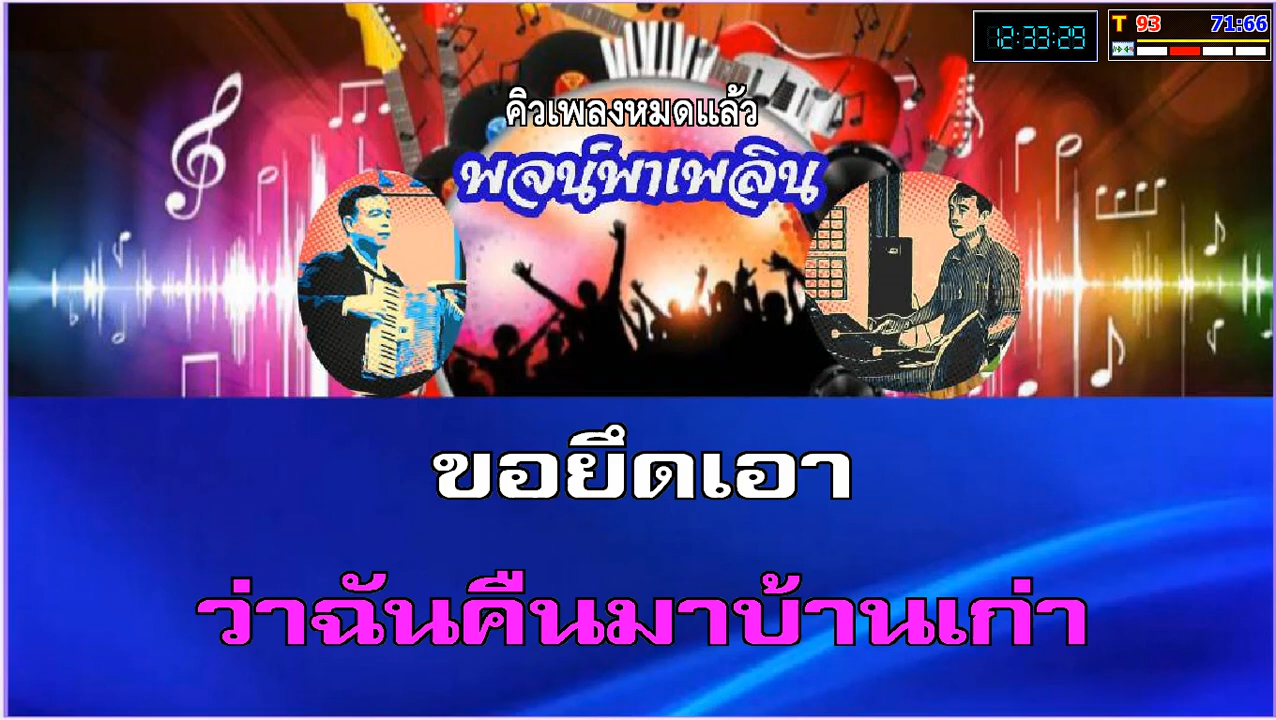 12:33:29
T 93 71:66
คิวเพลงหมดแล้ว
พจน์พาเพลิน
ขอยึดเอา
ว่าฉันคืนมาบ้านเก่า